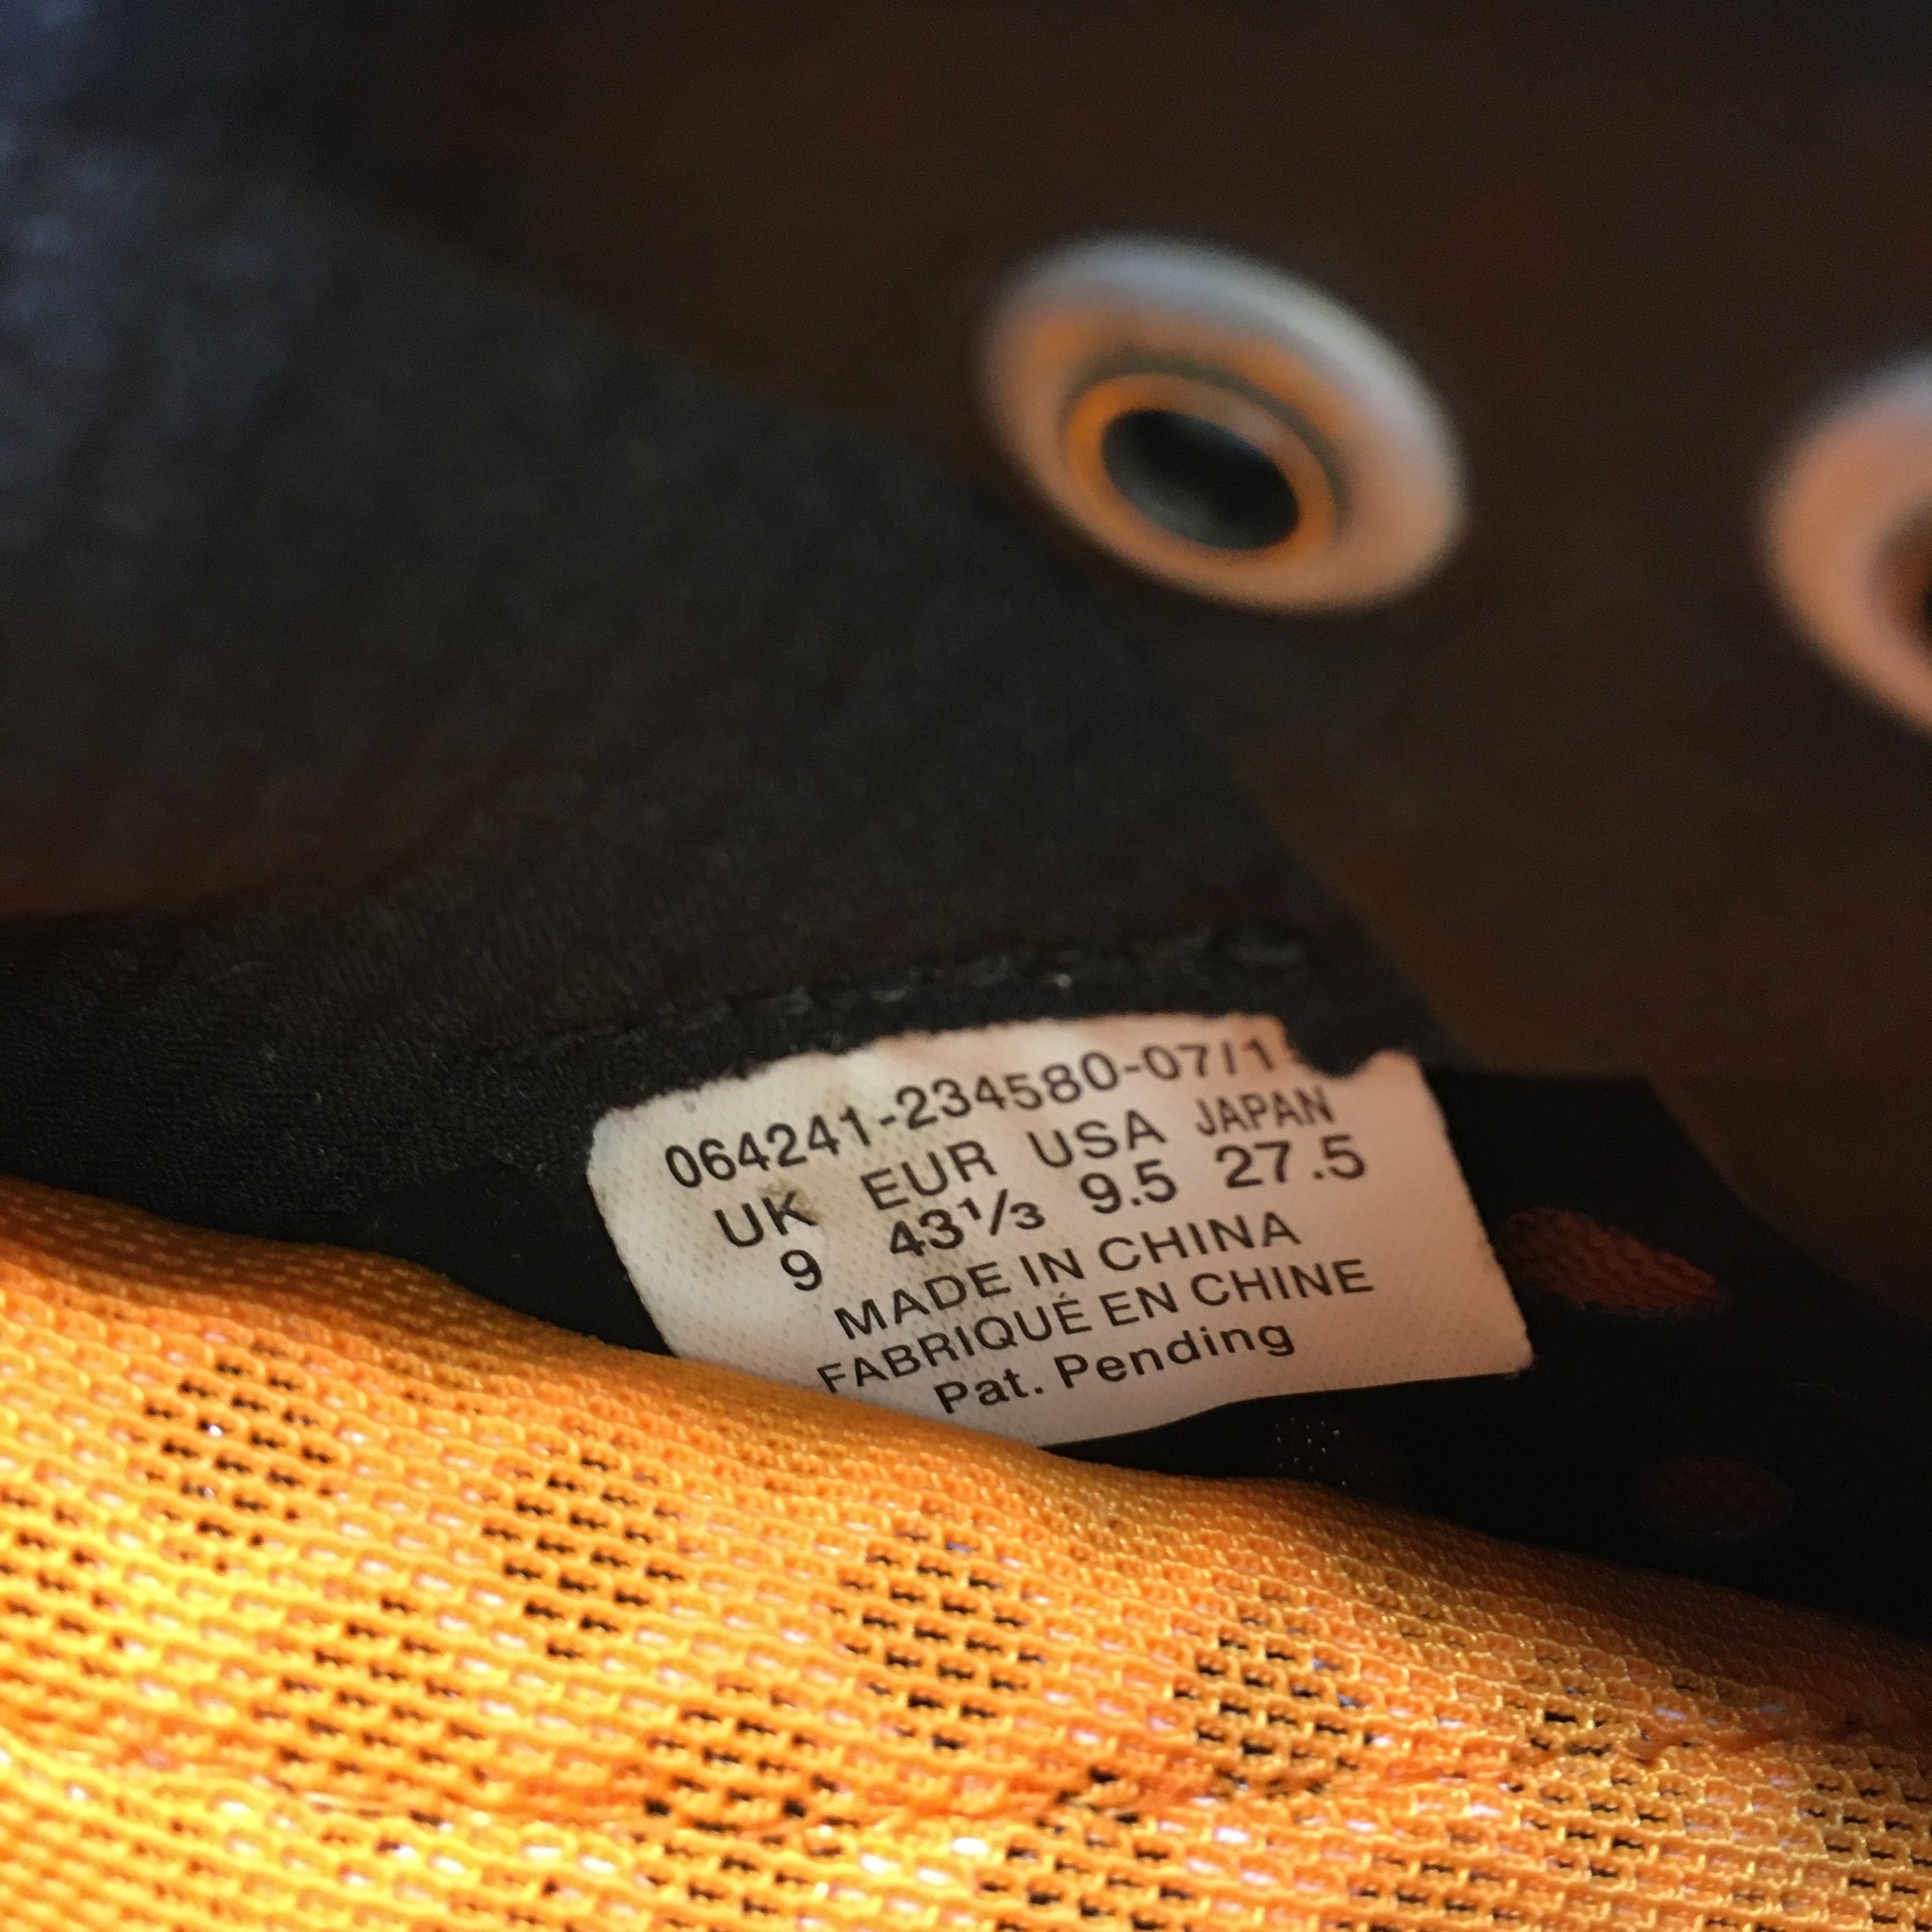 064241-234580-07/1
UK EUR USA JAPAN
9 43⅓ 9.5 27.5
MADE IN CHINA
FABRIQUÉ EN CHINE
Pat. Pending